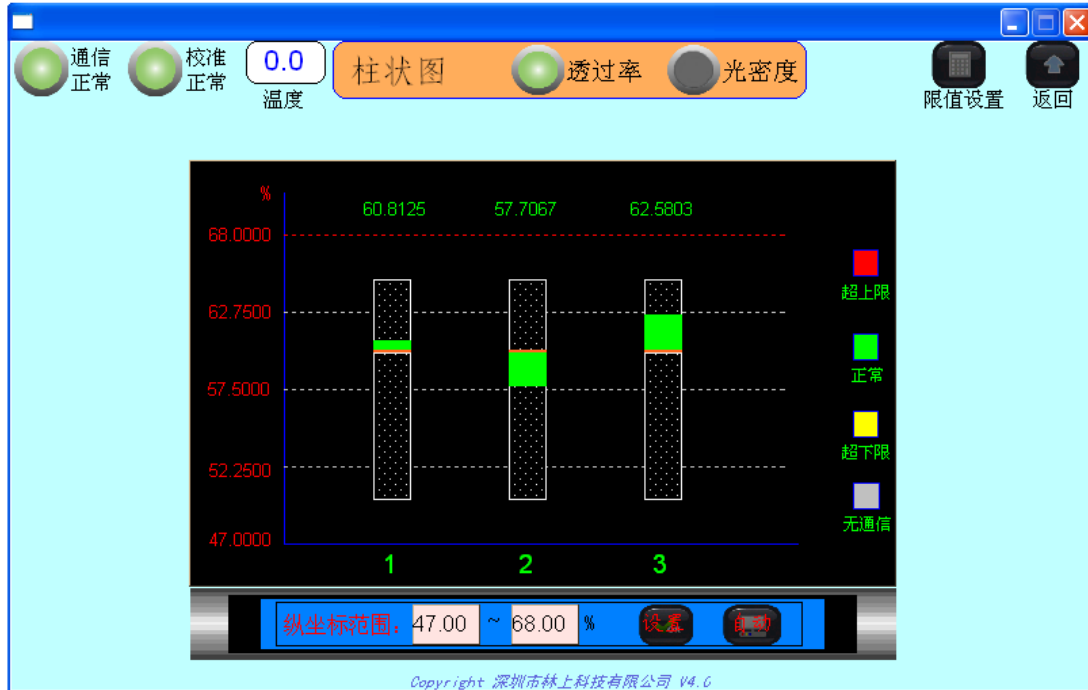 通信
正常
校准
正常
0.0
温度
柱状图
透过率
光密度
限值设置
返回
%
60.8125
57.7067
62.5803
68.0000
62.7500
57.5000
52.2500
47.0000
1
2
3
超上限
正常
超下限
无通信
纵坐标范围：47.00 ~ 68.00 % 设置 自动
Copyright 深圳市林上科技有限公司 V4.0